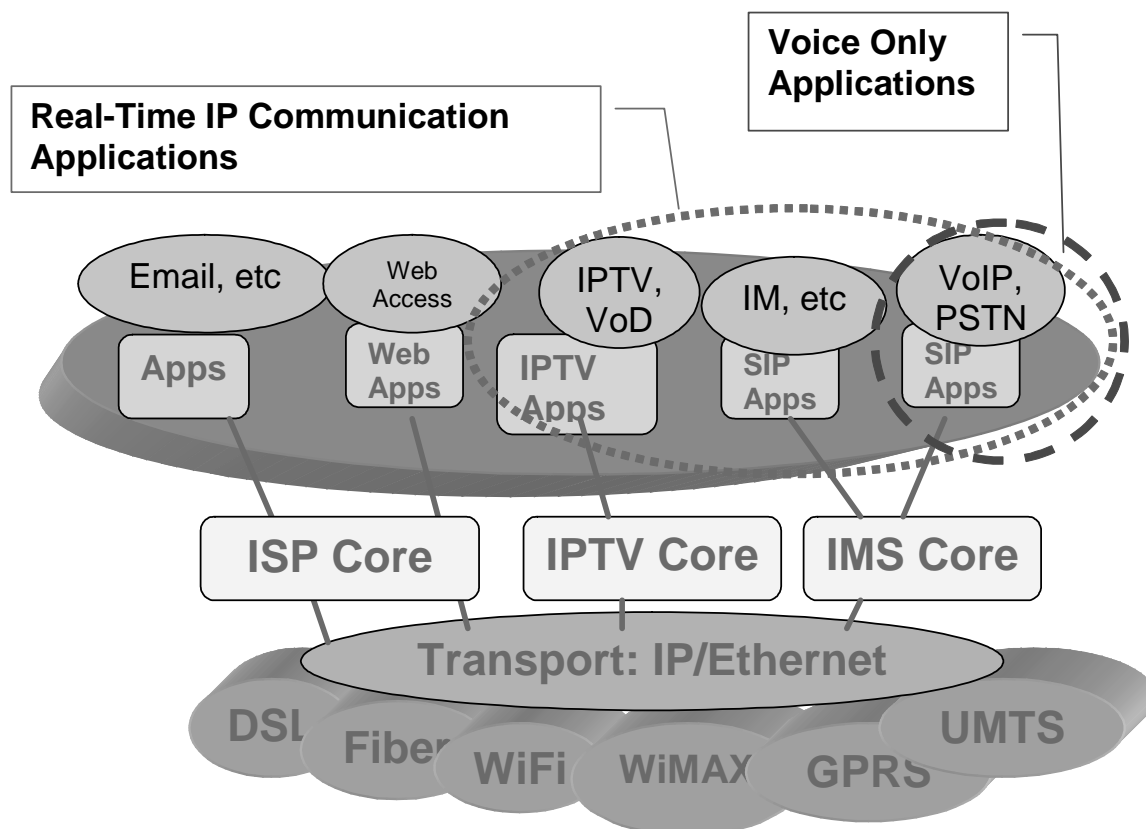 Voice Only
Applications
Real-Time IP Communication
Applications
Email, etc
Web
Access
IPTV,
VoD
IM, etc
VoIP,
PSTN
Apps
Web
Apps
IPTV
Apps
SIP
Apps
SIP
Apps
ISP Core
IPTV Core
IMS Core
Transport: IP/Ethernet
DSL
Fiber
WiFi
WiMAX
GPRS
UMTS